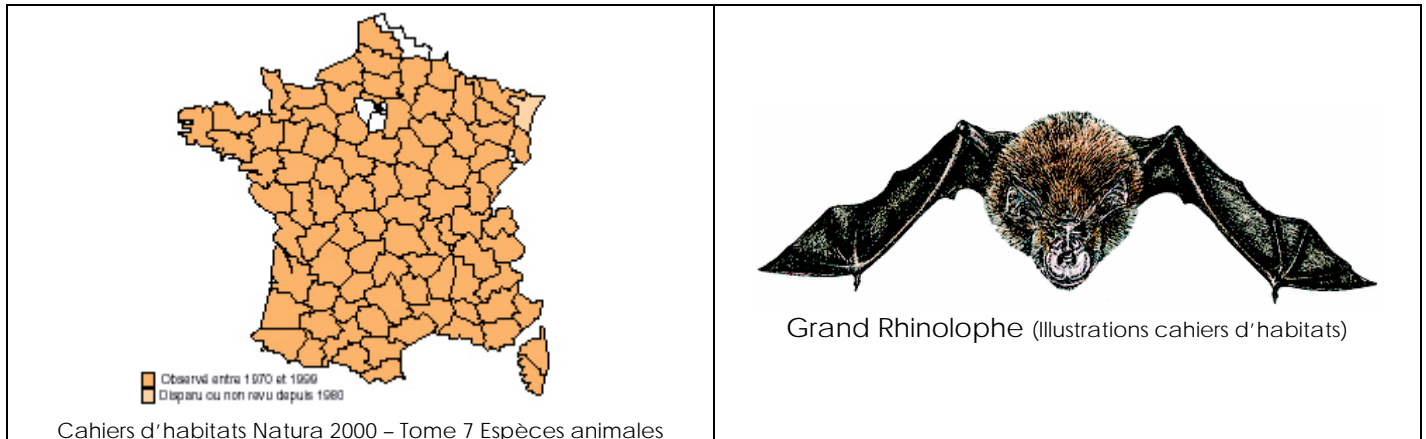 Observé entre 1970 et 1999
Disparu ou non revu depuis 1980
Cahiers d'habitats Natura 2000 – Tome 7 Espèces animales
Grand Rhinolophe (Illustrations cahiers d'habitats)